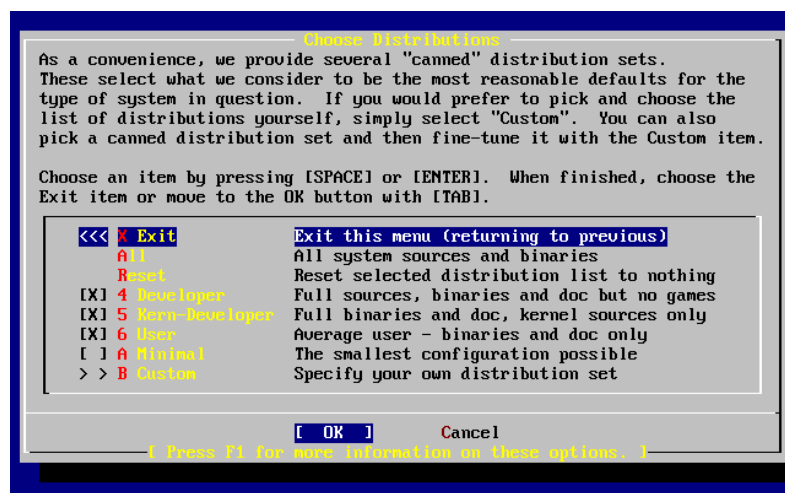 Choose Distributions
As a convenience, we provide several "canned" distribution sets.
These select what we consider to be the most reasonable defaults for the
type of system in question.  If you would prefer to pick and choose the
list of distributions yourself, simply select "Custom".  You can also
pick a canned distribution set and then fine-tune it with the Custom item.
Choose an item by pressing [SPACE] or [ENTER].  When finished, choose the
Exit item or move to the OK button with [TAB].
<<< X Exit Exit this menu (returning to previous)
All All system sources and binaries
Reset Reset selected distribution list to nothing
[X] 4 Developer Full sources, binaries and doc but no games
[X] 5 Kern-Developer Full binaries and doc, kernel sources only
[X] 6 User Average user - binaries and doc only
[ ] A Minimal The smallest configuration possible
> > B Custom Specify your own distribution set
[ OK ] Cancel
[ Press F1 for more information on these options. ]